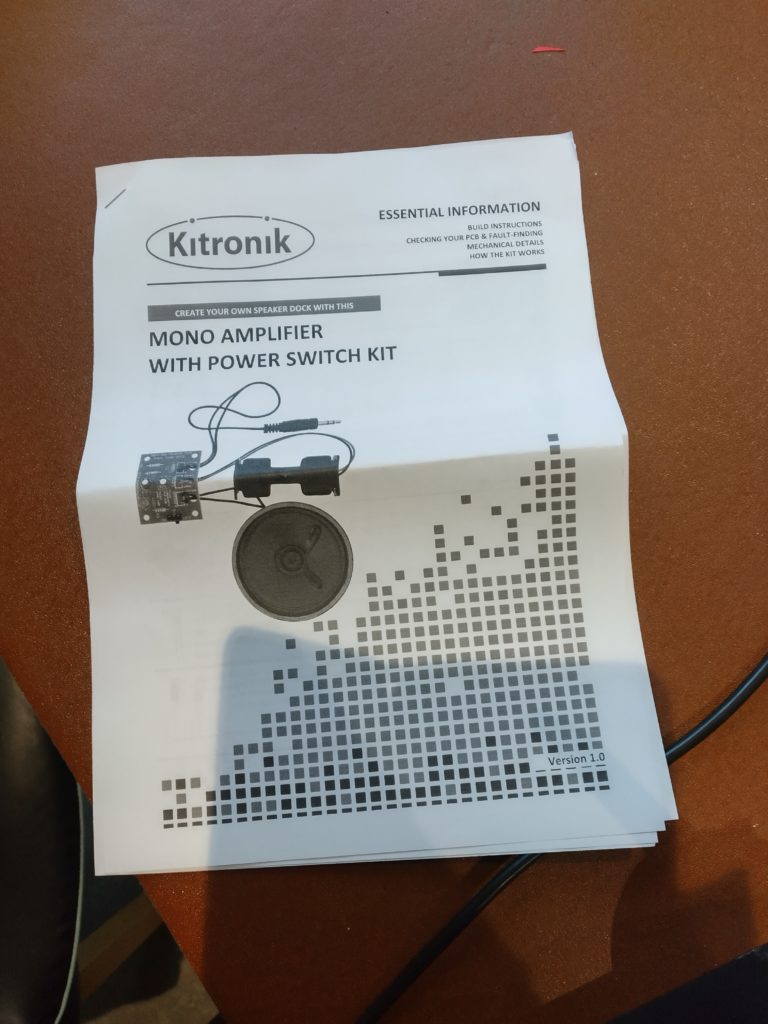 Kitronik
ESSENTIAL INFORMATION
BUILD INSTRUCTIONS
CHECKING YOUR PCB & FAULT-FINDING
MECHANICAL DETAILS
HOW THE KIT WORKS
CREATE YOUR OWN SPEAKER DOCK WITH THIS
MONO AMPLIFIER
WITH POWER SWITCH KIT
Version 1.0